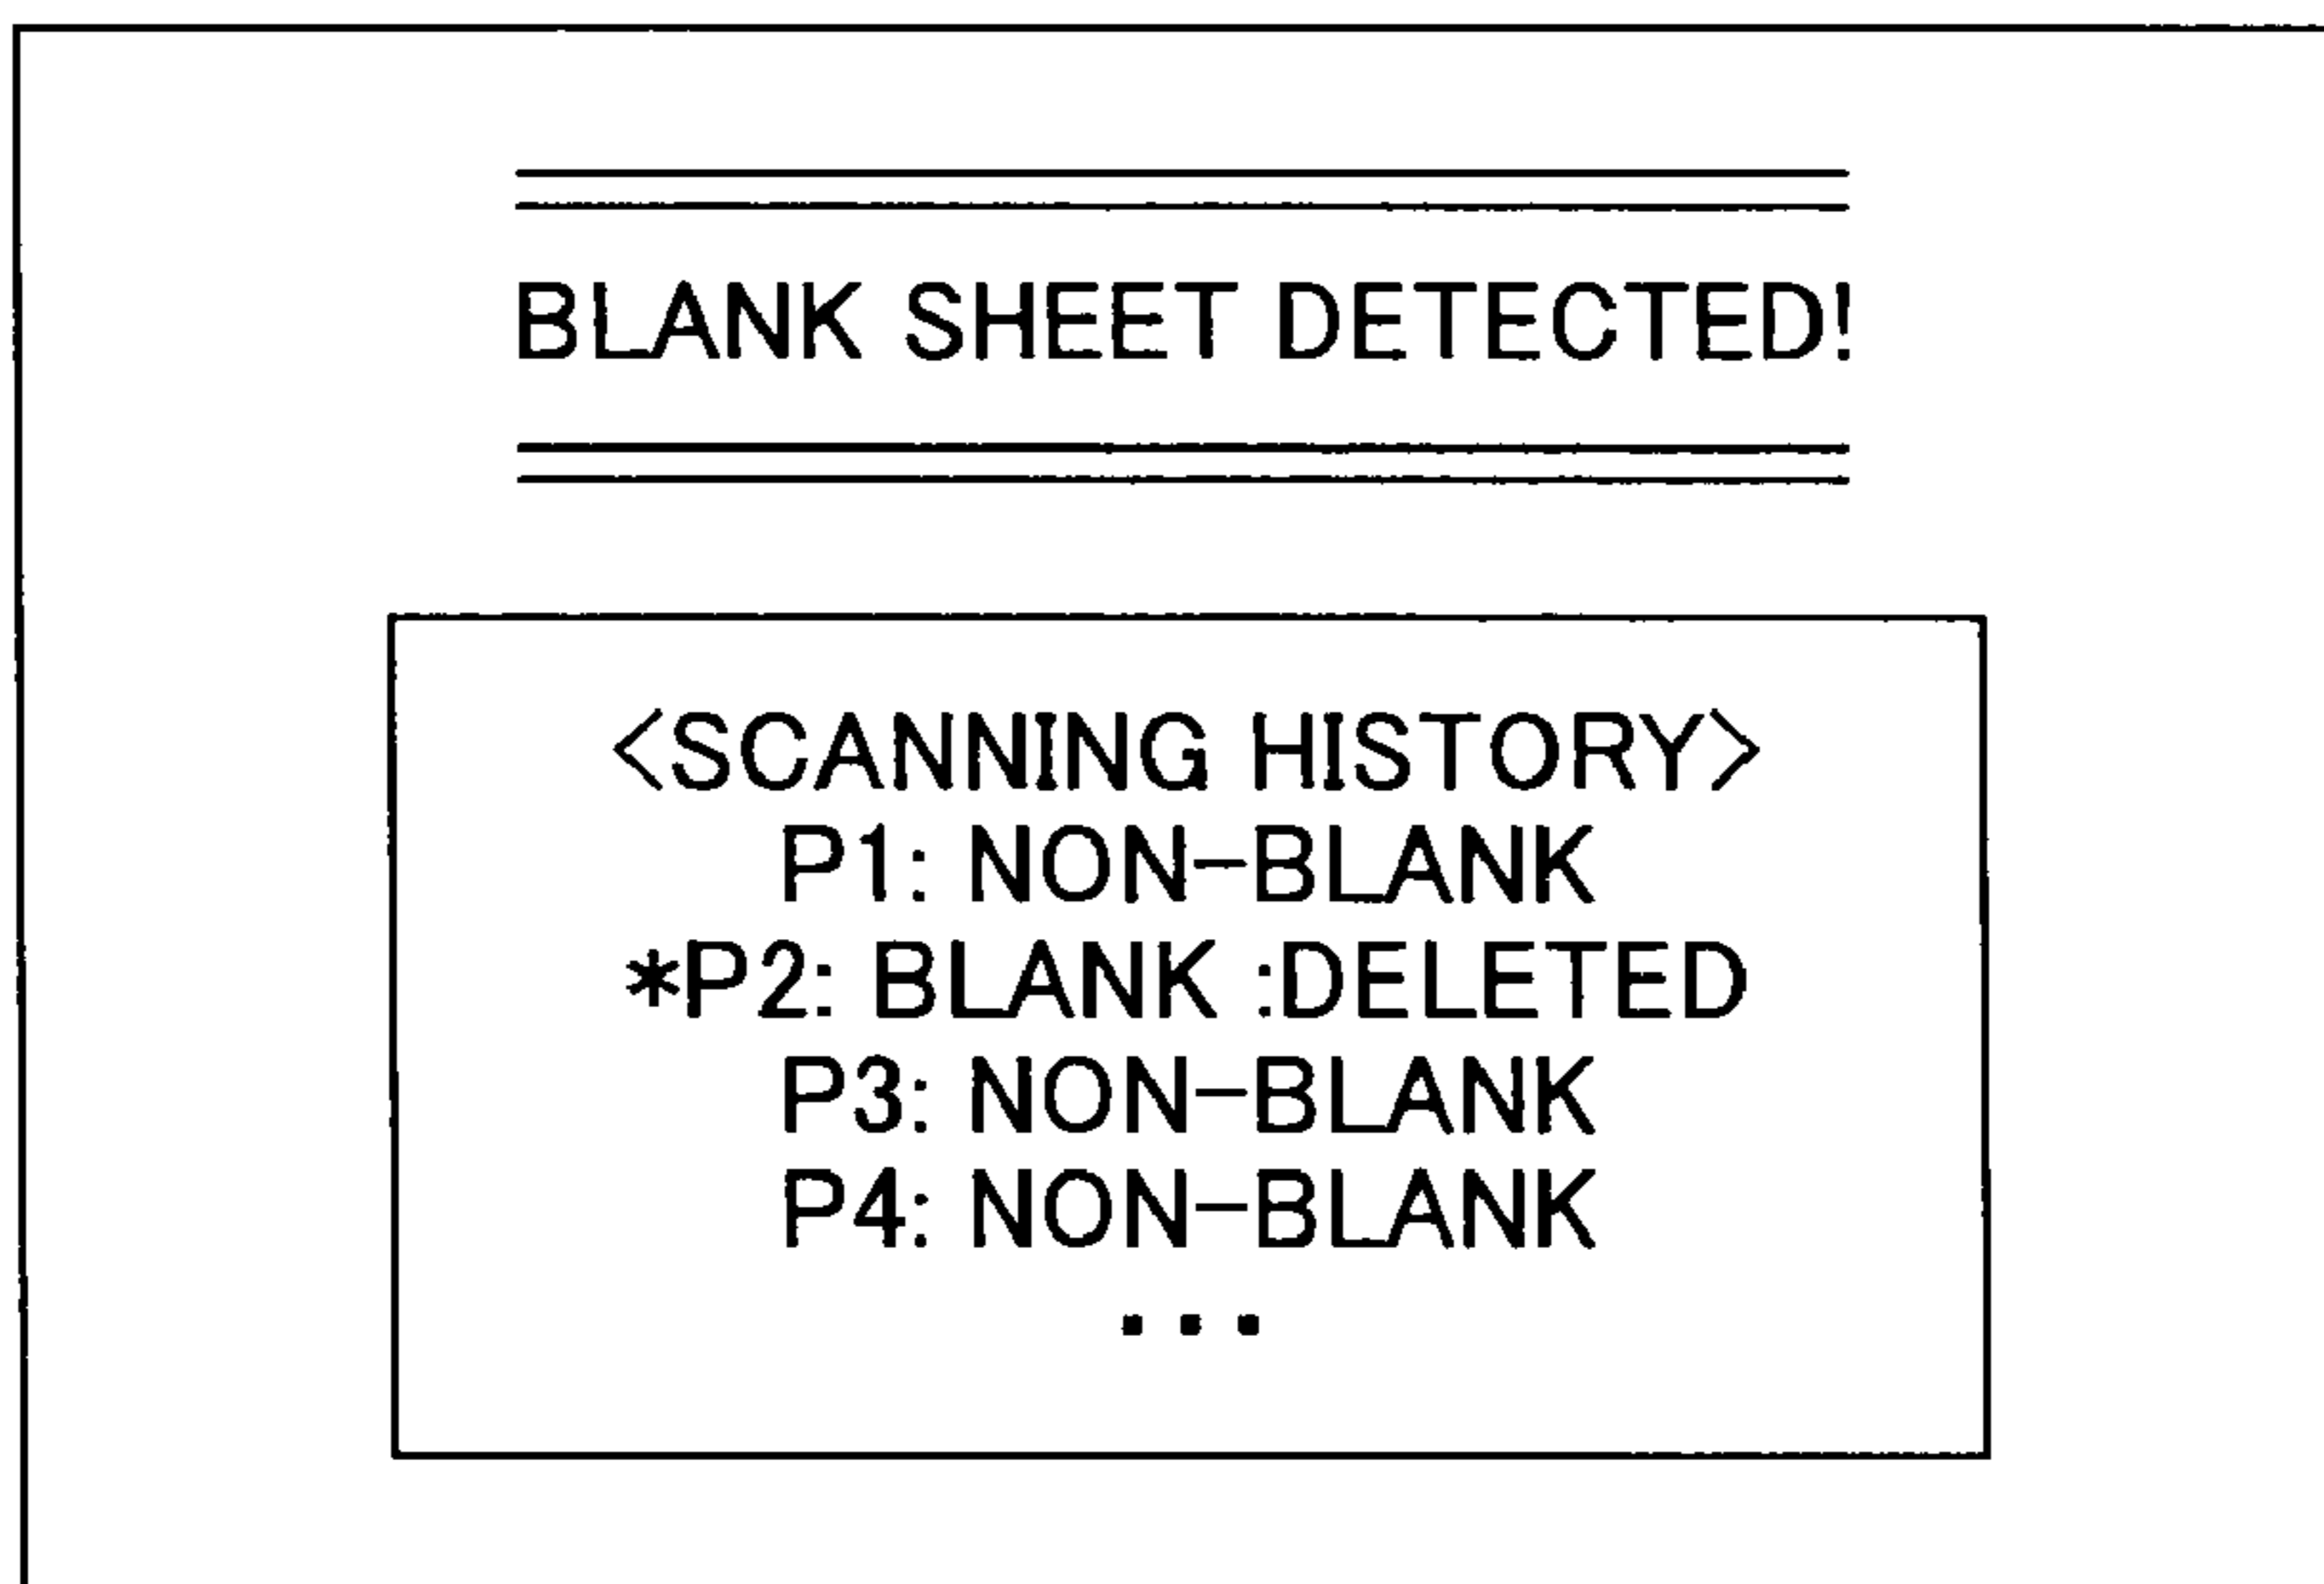 BLANK SHEET DETECTED!
<SCANNING HISTORY>
P1: NON-BLANK
*P2: BLANK :DELETED
P3: NON-BLANK
P4: NON-BLANK
...